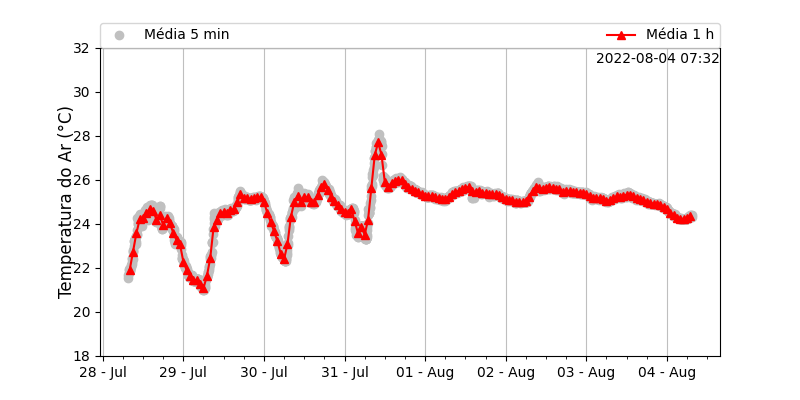 Média 5 min
Média 1 h
2022-08-04 07:32
Temperatura do Ar (°C)
32
30
28
26
24
22
20
18
28 - Jul
29 - Jul
30 - Jul
31 - Jul
01 - Aug
02 - Aug
03 - Aug
04 - Aug